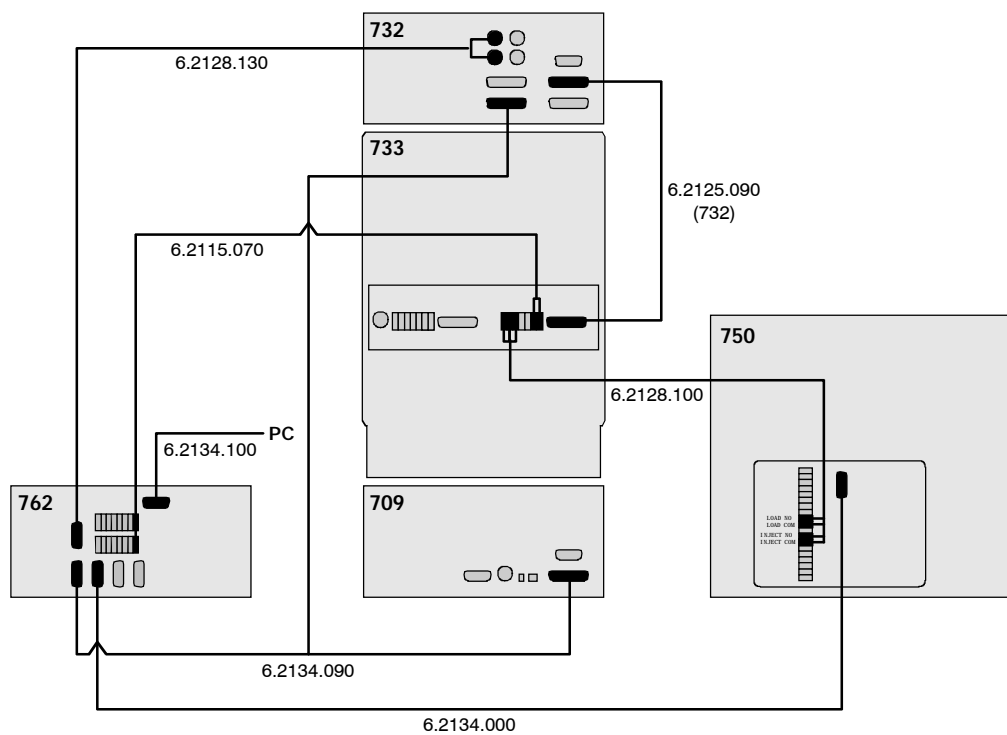 732
6.2128.130
733
6.2125.090
(732)
6.2115.070
750
6.2128.100
PC
6.2134.100
762
709
LOAD NO
LOAD COM
INJECT NO
INJECT COM
6.2134.090
6.2134.000